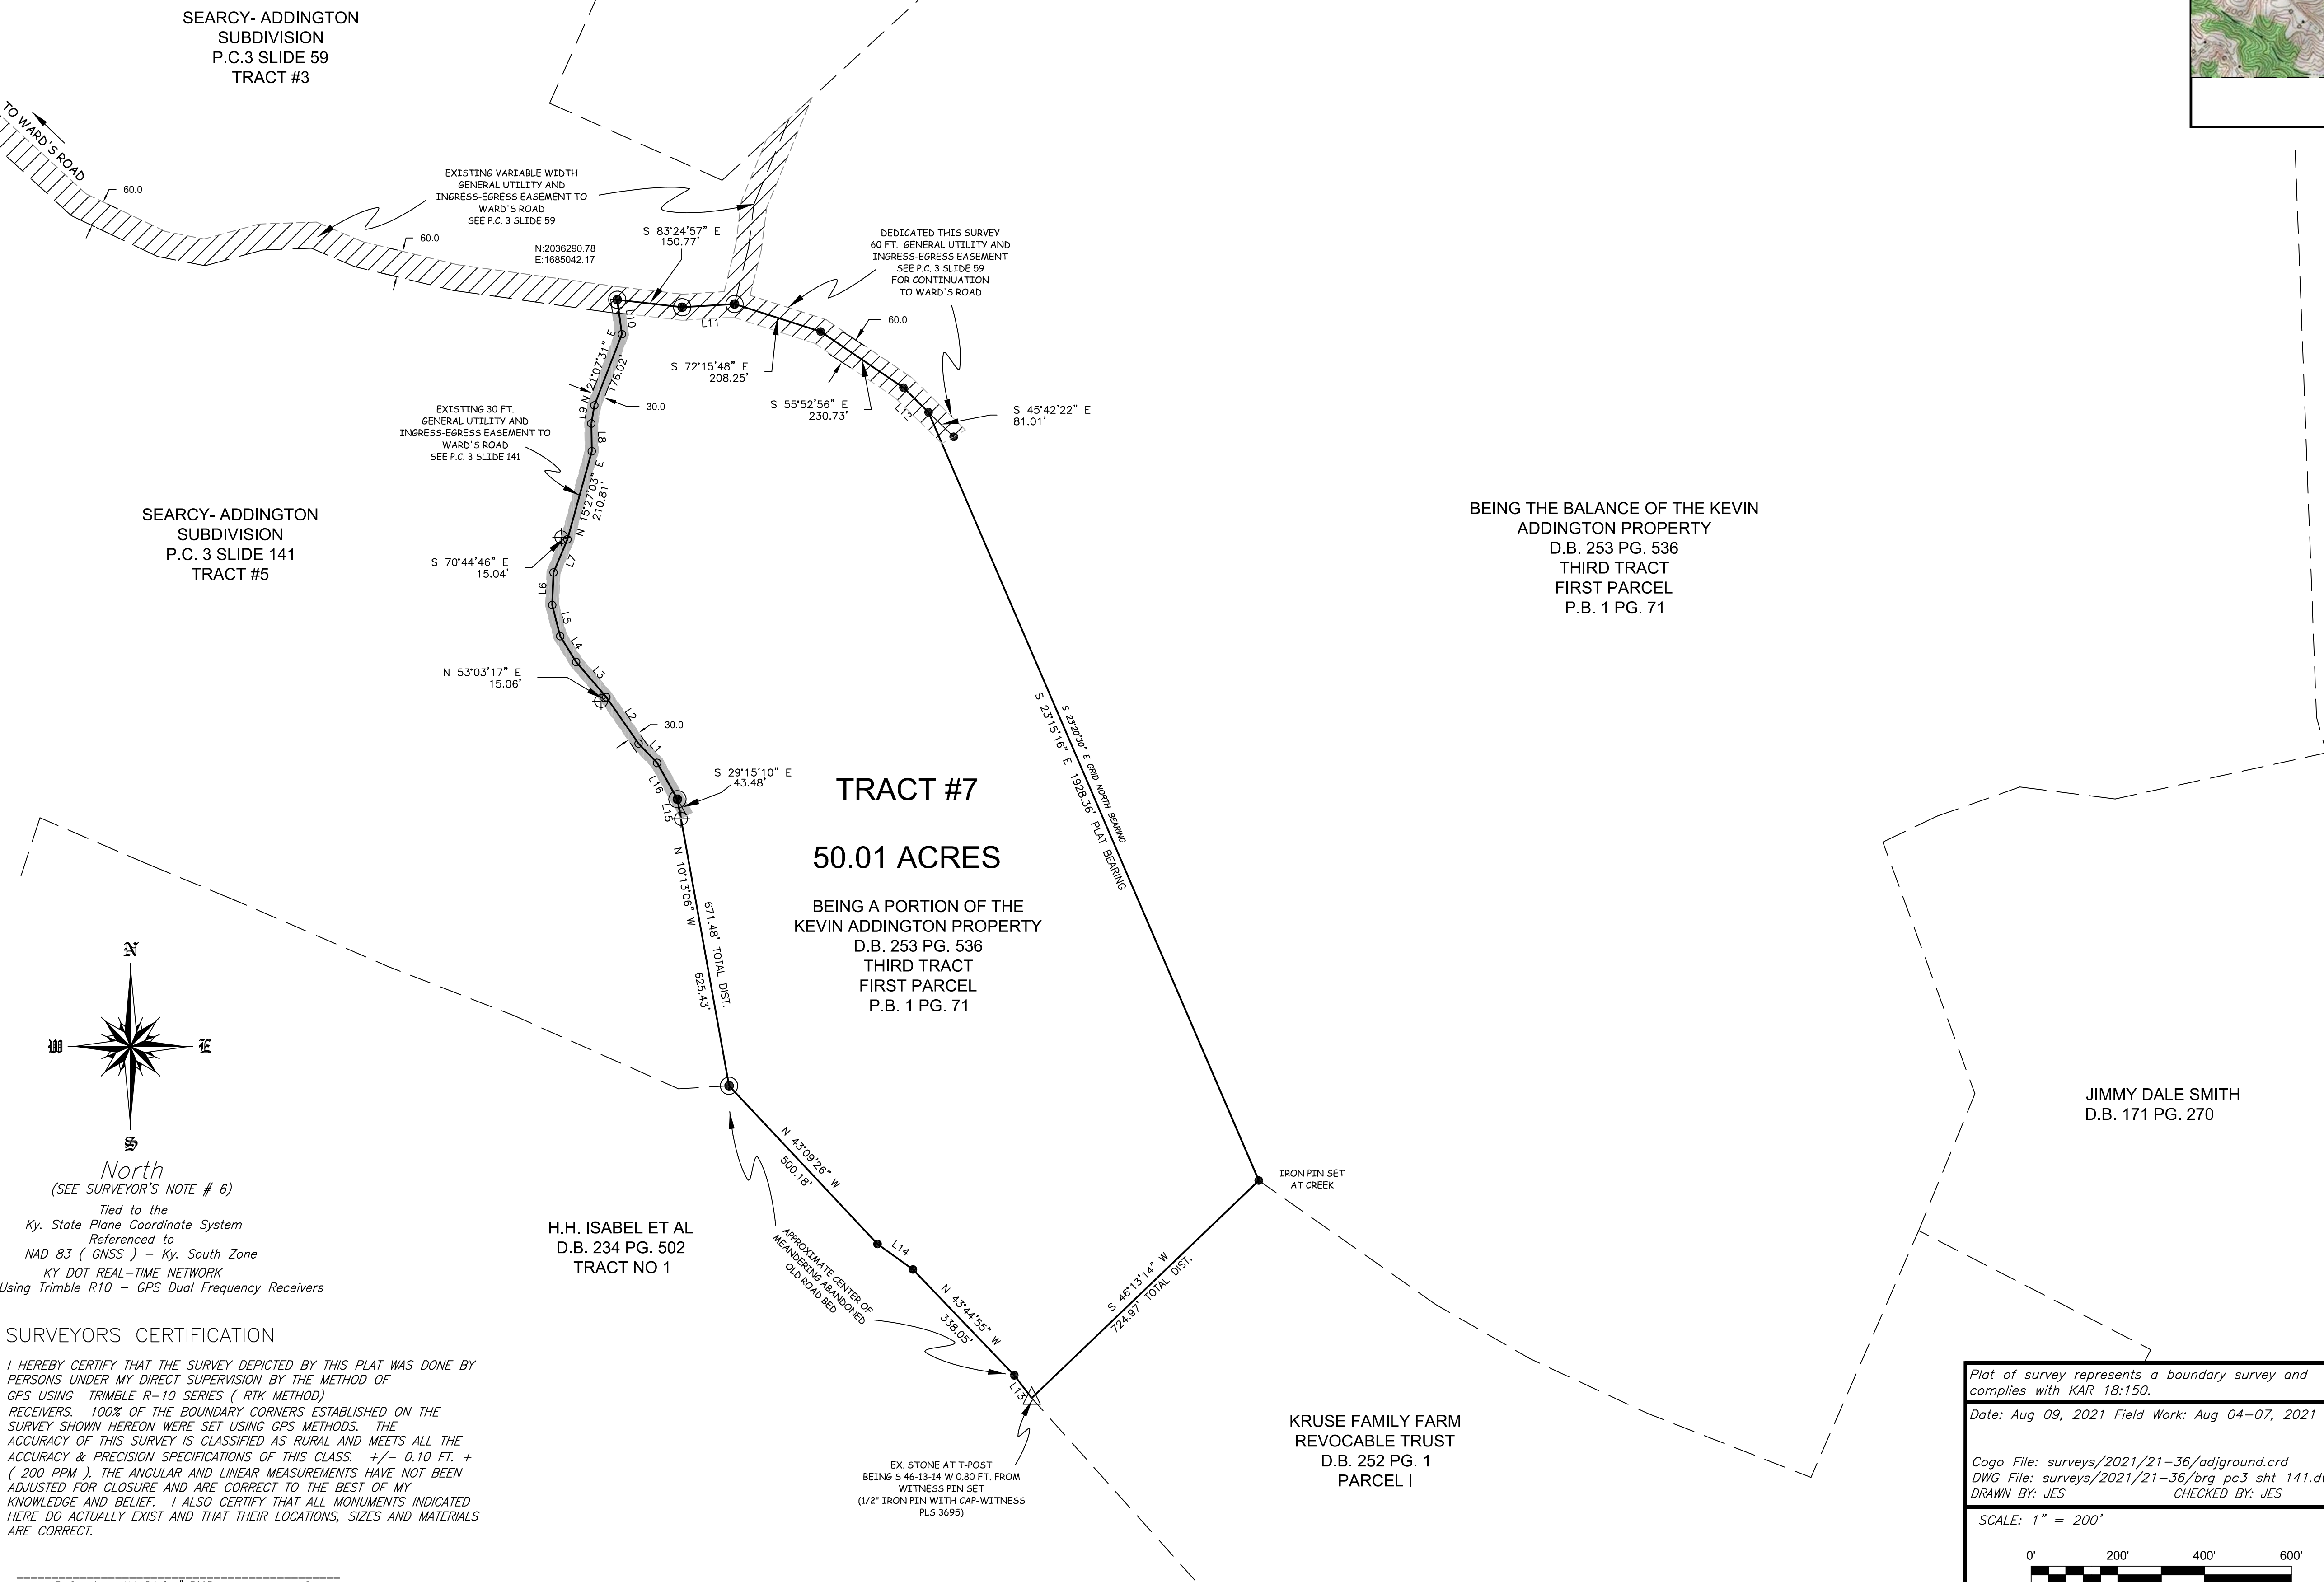 SEARCY- ADDINGTON
SUBDIVISION
P.C.3 SLIDE 59
TRACT #3
TO WARD'S ROAD
60.0
EXISTING VARIABLE WIDTH
GENERAL UTILITY AND
INGRESS-EGRESS EASEMENT TO
WARD'S ROAD
SEE P.C. 3 SLIDE 59
60.0
N:2036290.78
E:1685042.17
S 83°24'57" E
150.77'
DEDICATED THIS SURVEY
60 FT. GENERAL UTILITY AND
INGRESS-EGRESS EASEMENT
SEE P.C. 3 SLIDE 59
FOR CONTINUATION
TO WARD'S ROAD
L10
L11
60.0
S 72°15'48" E
208.25'
S 55°52'56" E
230.73'
L12
S 45°42'22" E
81.01'
N 21°07'31" E
176.02'
30.0
L9
L8
EXISTING 30 FT.
GENERAL UTILITY AND
INGRESS-EGRESS EASEMENT TO
WARD'S ROAD
SEE P.C. 3 SLIDE 141
N 15°27'03" E
210.81'
SEARCY- ADDINGTON
SUBDIVISION
P.C. 3 SLIDE 141
TRACT #5
S 70°44'46" E
15.04'
L7
L6
L5
L4
L3
N 53°03'17" E
15.06'
L2
30.0
L1
L16
L15
S 29°15'10" E
43.48'
BEING THE BALANCE OF THE KEVIN
ADDINGTON PROPERTY
D.B. 253 PG. 536
THIRD TRACT
FIRST PARCEL
P.B. 1 PG. 71
S 23°20'30" E GRID NORTH BEARING
S 23°15'16" E 1928.36' PLAT BEARING
TRACT #7
50.01 ACRES
BEING A PORTION OF THE
KEVIN ADDINGTON PROPERTY
D.B. 253 PG. 536
THIRD TRACT
FIRST PARCEL
P.B. 1 PG. 71
N 10°13'06" W
671.48' TOTAL DIST.
625.43'
N
W
E
S
North
(SEE SURVEYOR'S NOTE # 6)
Tied to the
Ky. State Plane Coordinate System
Referenced to
NAD 83 ( GNSS ) – Ky. South Zone
KY DOT REAL–TIME NETWORK
Using Trimble R10 – GPS Dual Frequency Receivers
N 43°09'26" W
500.18'
L14
N 43°44'55" W
338.05'
L13
APPROXIMATE CENTER OF
MEANDERING ABANDONED
OLD ROAD BED
H.H. ISABEL ET AL
D.B. 234 PG. 502
TRACT NO 1
S 46°13'14" W
724.97' TOTAL DIST.
IRON PIN SET
AT CREEK
JIMMY DALE SMITH
D.B. 171 PG. 270
EX. STONE AT T-POST
BEING S 46-13-14 W 0.80 FT. FROM
WITNESS PIN SET
(1/2" IRON PIN WITH CAP-WITNESS
PLS 3695)
KRUSE FAMILY FARM
REVOCABLE TRUST
D.B. 252 PG. 1
PARCEL I
SURVEYORS CERTIFICATION
I HEREBY CERTIFY THAT THE SURVEY DEPICTED BY THIS PLAT WAS DONE BY
PERSONS UNDER MY DIRECT SUPERVISION BY THE METHOD OF
GPS USING TRIMBLE R–10 SERIES ( RTK METHOD)
RECEIVERS. 100% OF THE BOUNDARY CORNERS ESTABLISHED ON THE
SURVEY SHOWN HEREON WERE SET USING GPS METHODS. THE
ACCURACY OF THIS SURVEY IS CLASSIFIED AS RURAL AND MEETS ALL THE
ACCURACY & PRECISION SPECIFICATIONS OF THIS CLASS. +/– 0.10 FT. +
( 200 PPM ). THE ANGULAR AND LINEAR MEASUREMENTS HAVE NOT BEEN
ADJUSTED FOR CLOSURE AND ARE CORRECT TO THE BEST OF MY
KNOWLEDGE AND BELIEF. I ALSO CERTIFY THAT ALL MONUMENTS INDICATED
HERE DO ACTUALLY EXIST AND THAT THEIR LOCATIONS, SIZES AND MATERIALS
ARE CORRECT.
Plat of survey represents a boundary survey and
complies with KAR 18:150.
Date: Aug 09, 2021 Field Work: Aug 04–07, 2021
Cogo File: surveys/2021/21–36/adjground.crd
DWG File: surveys/2021/21–36/brg pc3 sht 141.dw
DRAWN BY: JES CHECKED BY: JES
SCALE: 1" = 200'
0' 200' 400' 600'